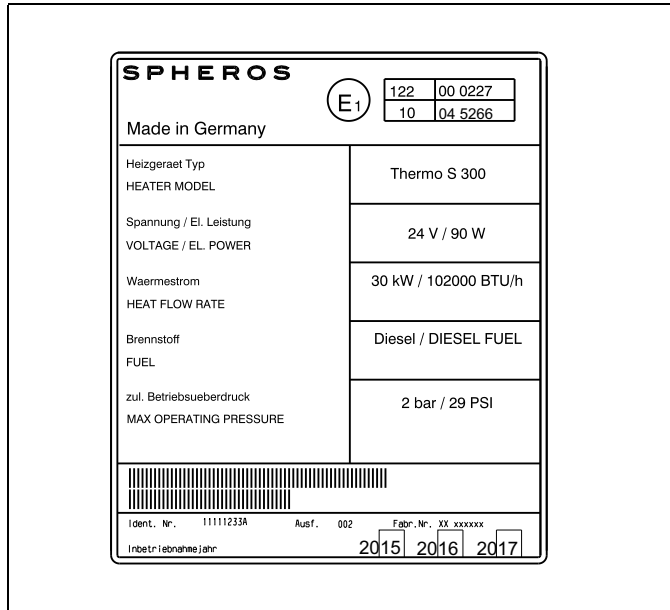 SPHEROS
E1
122 00 0227
10 04 5266
Made in Germany
Heizgeraet Typ
HEATER MODEL
Thermo S 300
Spannung / El. Leistung
VOLTAGE / EL. POWER
24 V / 90 W
Waermestrom
HEAT FLOW RATE
30 kW / 102000 BTU/h
Brennstoff
FUEL
Diesel / DIESEL FUEL
zul. Betriebsueberdruck
MAX OPERATING PRESSURE
2 bar / 29 PSI
Ident. Nr. 11111233A Ausf. 002 Fabr.Nr. XX xxxxxx
Inbetriebnahmejahr 2015 2016 2017